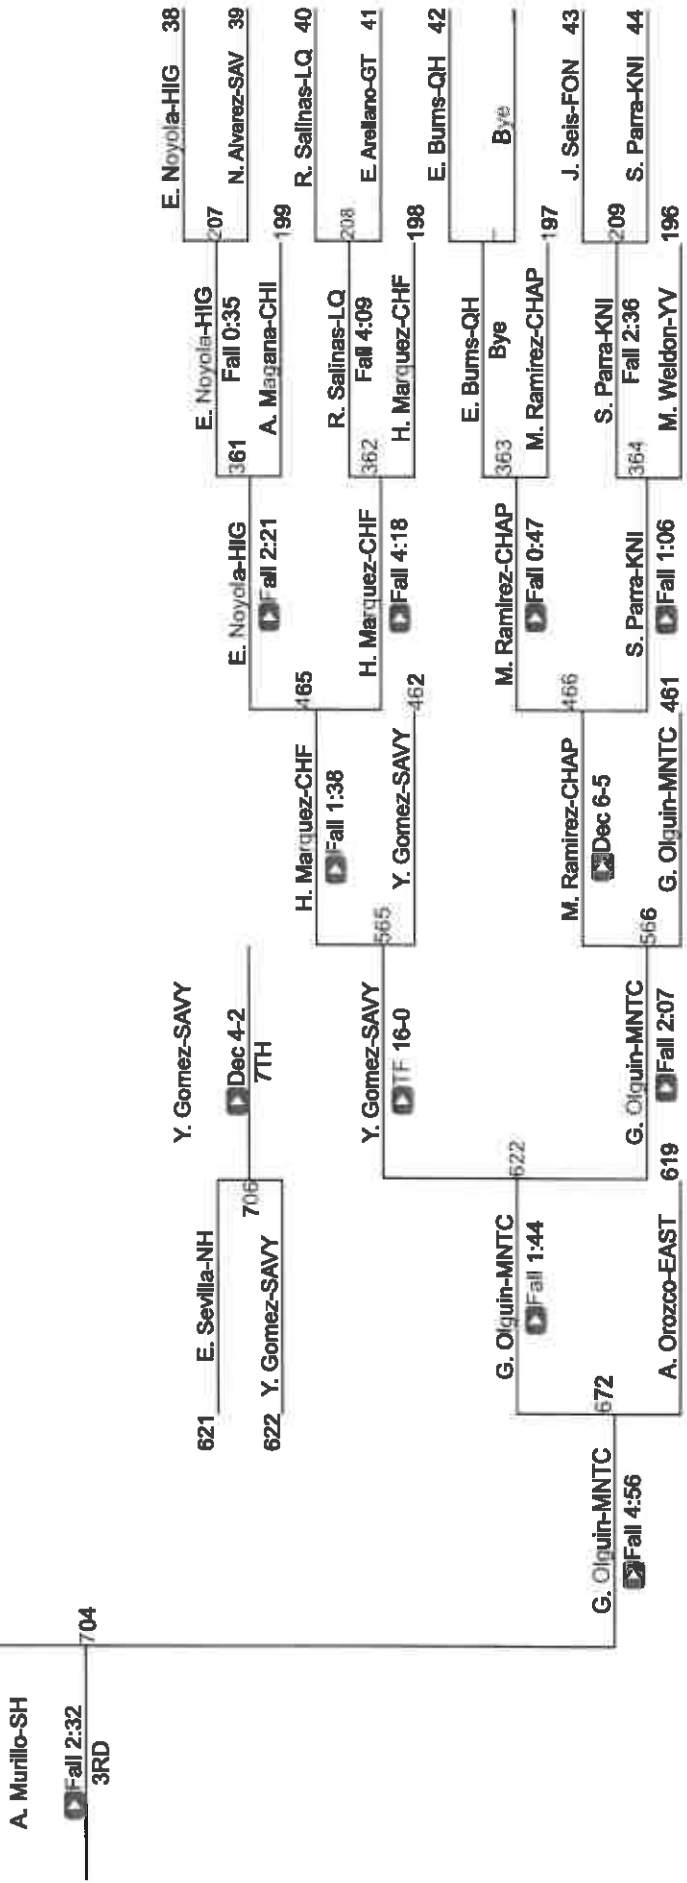 A. Murillo-SH
Fall 2:32
3RD
704
G. Olguin-MNTC
672
Fall 4:56
621 E. Sevilla-NH
706
622 Y. Gomez-SAVY
G. Olguin-MNTC
622
Fall 1:44
A. Orozco-EAST 619
Y. Gomez-SAVY
Dec 4-2
7TH
Y. Gomez-SAVY
565
TF 16-0
G. Olguin-MNTC
566
Fall 2:07
H. Marquez-CHF
465
Fall 1:38
Y. Gomez-SAVY 462
M. Ramirez-CHAP
466
Dec 6-5
G. Olguin-MNTC 461
E. Noyola-HIG
361
Fall 2:21
H. Marquez-CHF
362
Fall 4:18
M. Ramirez-CHAP
363
Fall 0:47
S. Parra-KNI
364
Fall 1:06
E. Noyola-HIG
207
Fall 0:35
A. Magana-CHI 199
R. Salinas-LQ
208
Fall 4:09
H. Marquez-CHF 198
E. Burns-QH
Bye
M. Ramirez-CHAP 197
S. Parra-KNI
209
Fall 2:36
M. Weldon-YV 196
E. Noyola-HIG 38
N. Alvarez-SAV 39
R. Salinas-LQ 40
E. Arellano-GT 41
E. Burns-QH 42
Bye
J. Seis-FON 43
S. Parra-KNI 44